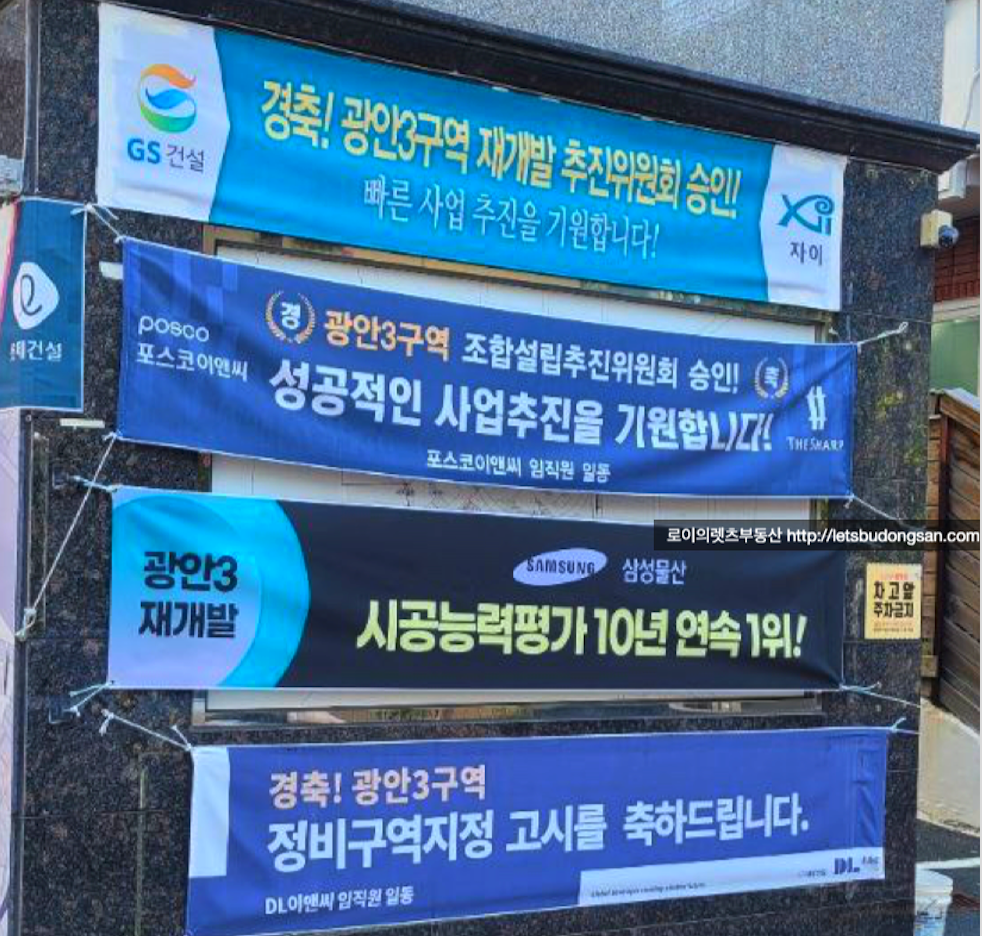 GS건설
경축! 광안3구역 재개발 추진위원회 승인!
빠른 사업 추진을 기원합니다!
Xi
자이
e
건설
posco
포스코이앤씨
경
광안3구역 조합설립추진위원회 승인!
축
성공적인 사업추진을 기원합니다!
THE SHARP
포스코이앤씨 임직원 일동
로이의렛츠부동산 http://letsbudongsan.com
광안3
재개발
SAMSUNG 삼성물산
시공능력평가 10년 연속 1위!
차고앞
주차금지
경축! 광안3구역
정비구역지정 고시를 축하드립니다.
DL이앤씨 임직원 일동
DL